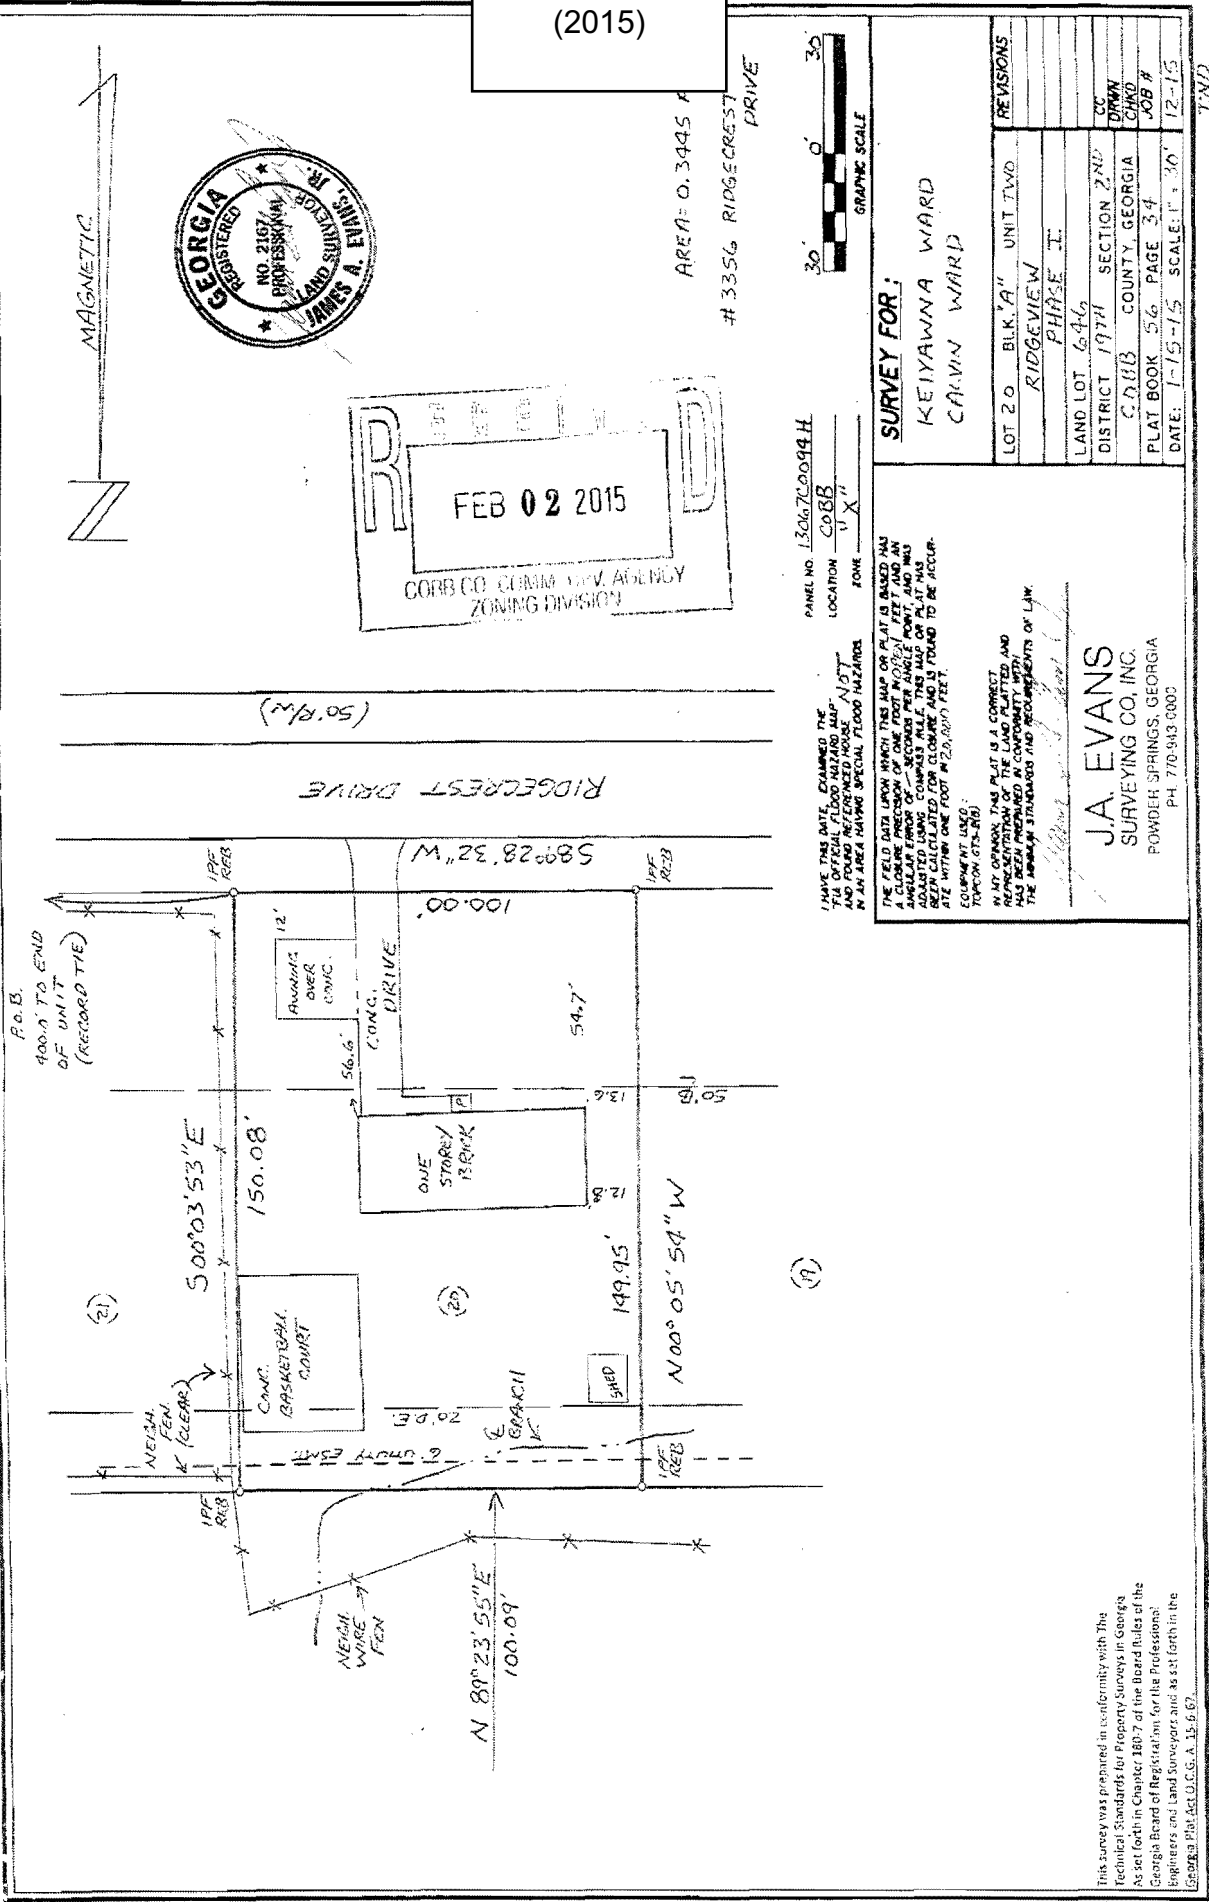 (2015)
MAGNETIC
GEORGIA
REGISTERED
NO. 2167
PROFESSIONAL
LAND SURVEYOR
JAMES A. EVANS, JR.
AREA= 0.3445
# 3356 RIDGECREST
DRIVE
30' 0' 30'
GRAPHIC SCALE
R D
FEB 02 2015
COBB CO. COMM. DEV. AGENCY
ZONING DIVISION
RIDGECREST DRIVE
(50' R/W)
P.O.B.
400.0' TO END
OF UNIT
(RECORD TIE)
IPF
REB
S89°28'32"W
100.00'
IPF
REB
S00°03'53"E
150.08'
12'
AWNING
OVER
CONC.
CONC.
DRIVE
56.6'
54.7'
50' B
P
13.6'
ONE
STOREY
BRICK
12.8'
149.95'
N00°05'54"W
(21)
(20)
(19)
NEIGH.
FEN.
(CLEAR)
CONC.
BASKETBALL
COURT
SHED
20' D.E.
℄
BRANCH
6' UTILITY ESMT.
IPF
REB
IPF
REB
NEIGH.
WIRE
FEN
N 89°23'55"E
100.09'
I HAVE THIS DATE, EXAMINED THE
"FIA OFFICIAL FLOOD HAZARD MAP"
AND FOUND REFERENCED HOUSE NOT
IN AN AREA HAVING SPECIAL FLOOD HAZARDS.
PANEL NO. 13067C0094H
LOCATION COBB
ZONE "X"
THE FIELD DATA UPON WHICH THIS MAP OR PLAT IS BASED HAS
A CLOSURE PRECISION OF ONE FOOT IN OPEN FEET AND AN
ANGULAR ERROR OF — SECONDS PER ANGLE POINT, AND WAS
ADJUSTED USING COMPASS RULE. THIS MAP OR PLAT HAS
BEEN CALCULATED FOR CLOSURE AND IS FOUND TO BE ACCUR-
ATE WITHIN ONE FOOT IN 20,000 FEET.
EQUIPMENT USED:
IN MY OPINION, THIS PLAT IS A CORRECT
REPRESENTATION OF THE LAND PLATTED AND
HAS BEEN PREPARED IN CONFORMITY WITH
THE MINIMUM STANDARDS AND REQUIREMENTS OF LAW.
J.A. EVANS
SURVEYING CO, INC.
POWDER SPRINGS, GEORGIA
PH. 770-943-0000
SURVEY FOR:
KEIYAWNA WARD
CALVIN WARD
LOT 20 BLK. "A" UNIT TWO
RIDGEVIEW
PHASE I
LAND LOT 646
DISTRICT 19TH SECTION 2ND
COBB COUNTY, GEORGIA
PLAT BOOK 56 PAGE 34
DATE: 1-15-15 SCALE: 1" = 30'
REVISIONS
CC
DRWN
CHKD
JOB #
12-15
This survey was prepared in conformity with The
Technical Standards for Property Surveys in Georgia
As set forth in Chapter 180-7 of the Board Rules of the
Georgia Board of Registration for the Professional
Engineers and Land Surveyors and as set forth in the
Georgia Plat Act O.C.G. A. 15-6-67.